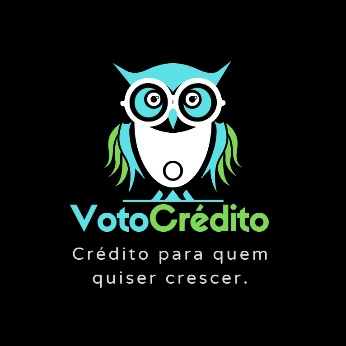 VotoCrédito
Crédito para quem
quiser crescer.